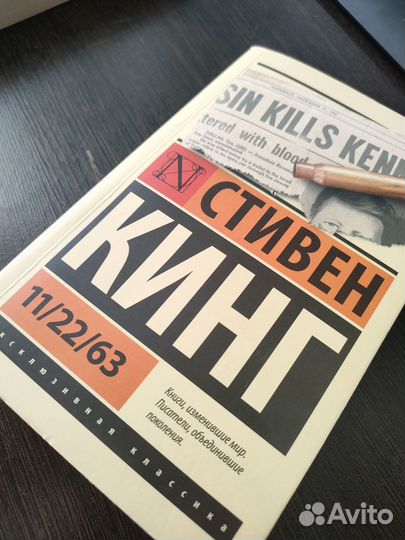 SIN KILLS KENN
tered with blood
N
СТИВЕН
КИНГ
11/22/63
Книги, изменившие мир.
Писатели, объединившие
поколения.
эксклюзивная классика
Avito